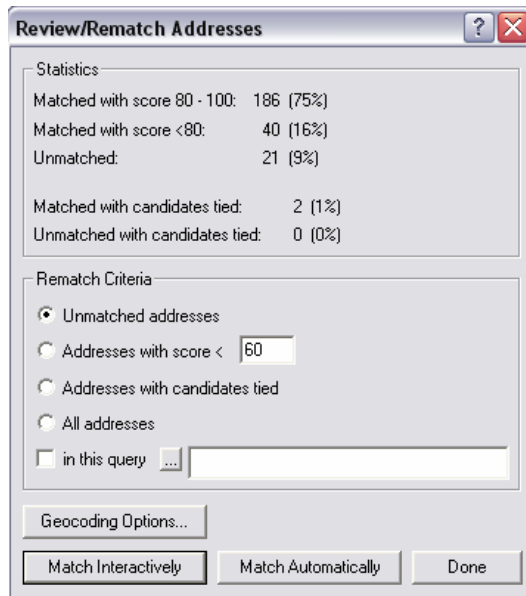 Review/Rematch Addresses
?
Statistics
Matched with score 80 - 100: 186 (75%)
Matched with score <80: 40 (16%)
Unmatched: 21 (9%)
Matched with candidates tied: 2 (1%)
Unmatched with candidates tied: 0 (0%)
Rematch Criteria
Unmatched addresses
Addresses with score < 60
Addresses with candidates tied
All addresses
in this query ...
Geocoding Options...
Match Interactively Match Automatically Done